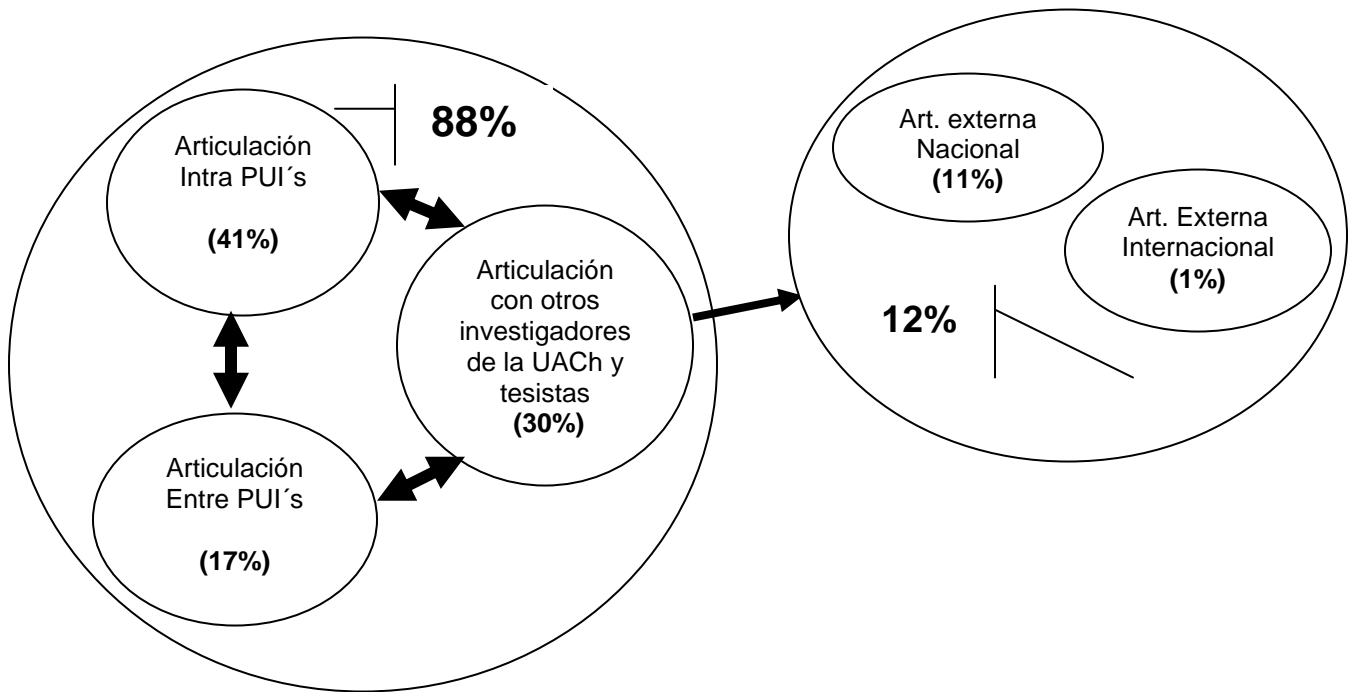 Articulación
Intra PUI´s
(41%)
88%
Articulación
con otros
investigadores
de la UACh y
tesistas
(30%)
Articulación
Entre PUI´s
(17%)
Art. externa
Nacional
(11%)
Art. Externa
Internacional
(1%)
12%